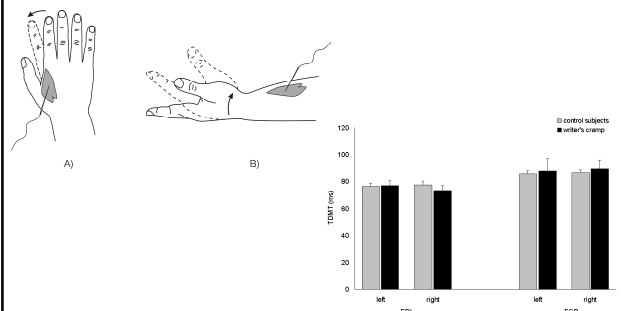 A)
B)
control subjects
writer's cramp
TDMT (ms)
120
100
80
60
40
20
0
left
right
left
right